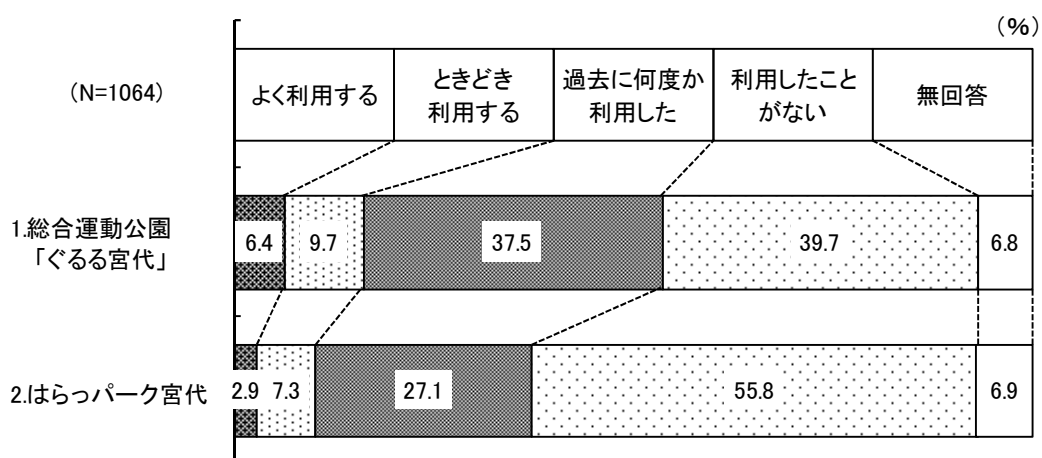 (%)
(N=1064)
よく利用する
ときどき
利用する
過去に何度か
利用した
利用したこと
がない
無回答
1.総合運動公園
「ぐるる宮代」
6.4
9.7
37.5
39.7
6.8
2.はらっパーク宮代
2.9
7.3
27.1
55.8
6.9